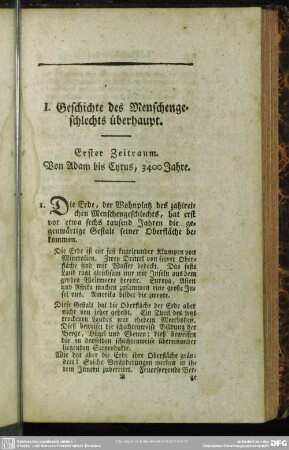 I. Geschichte des Menschenge-
schlechts überhaupt.
Erster Zeitraum.
Von Adam bis Cyrus, 3400 Jahre.
1. Die Erde, der Wohnplatz des zahlrei-
chen Menschengeschlechtes, hat erst
vor etwa sechs tausend Jahren die ge-
genwärtige Gestalt seiner Oberfläche be-
kommen.
Die Erde ist ein fast kugelrunder Klumpen von
Mineralien. Zwey Drittel von seiner Ober-
fläche sind mit Wasser bedeckt. Das feste
Land ragt gleichsam nur wie Inseln aus dem
großen Weltmeere hervor. Europa, Asien
und Afrika machen zusammen eine große In-
sel aus. Amerika bildet die zweyte.
Diese Gestalt hat die Oberfläche der Erde aber
nicht von jeher gehabt. Ein Theil des jetzt
trockenen Landes war ehedem Meerboden.
Dieß beweiset die schichtenweise Bildung der
Berge, Hügel und Ebenen; dieß beweisen
die in denselben schichtenweise übereinander
liegenden Seeprodukte.
Wie hat aber die Erde ihre Oberfläche geän-
dert? Solche Veränderungen werden in ih-
rem Innern zubereitet. Feuerspeyende Ber-
A
ge
DFG